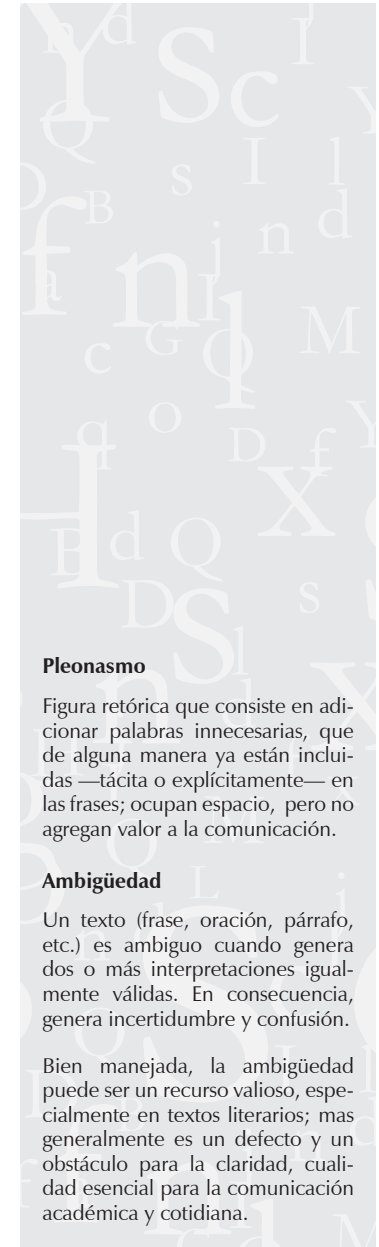 Pleonasmo
Figura retórica que consiste en adi-
cionar palabras innecesarias, que
de alguna manera ya están inclui-
das —tácita o explícitamente— en
las frases; ocupan espacio, pero no
agregan valor a la comunicación.
Ambigüedad
Un texto (frase, oración, párrafo,
etc.) es ambiguo cuando genera
dos o más interpretaciones igual-
mente válidas. En consecuencia,
genera incertidumbre y confusión.
Bien manejada, la ambigüedad
puede ser un recurso valioso, espe-
cialmente en textos literarios; mas
generalmente es un defecto y un
obstáculo para la claridad, cuali-
dad esencial para la comunicación
académica y cotidiana.